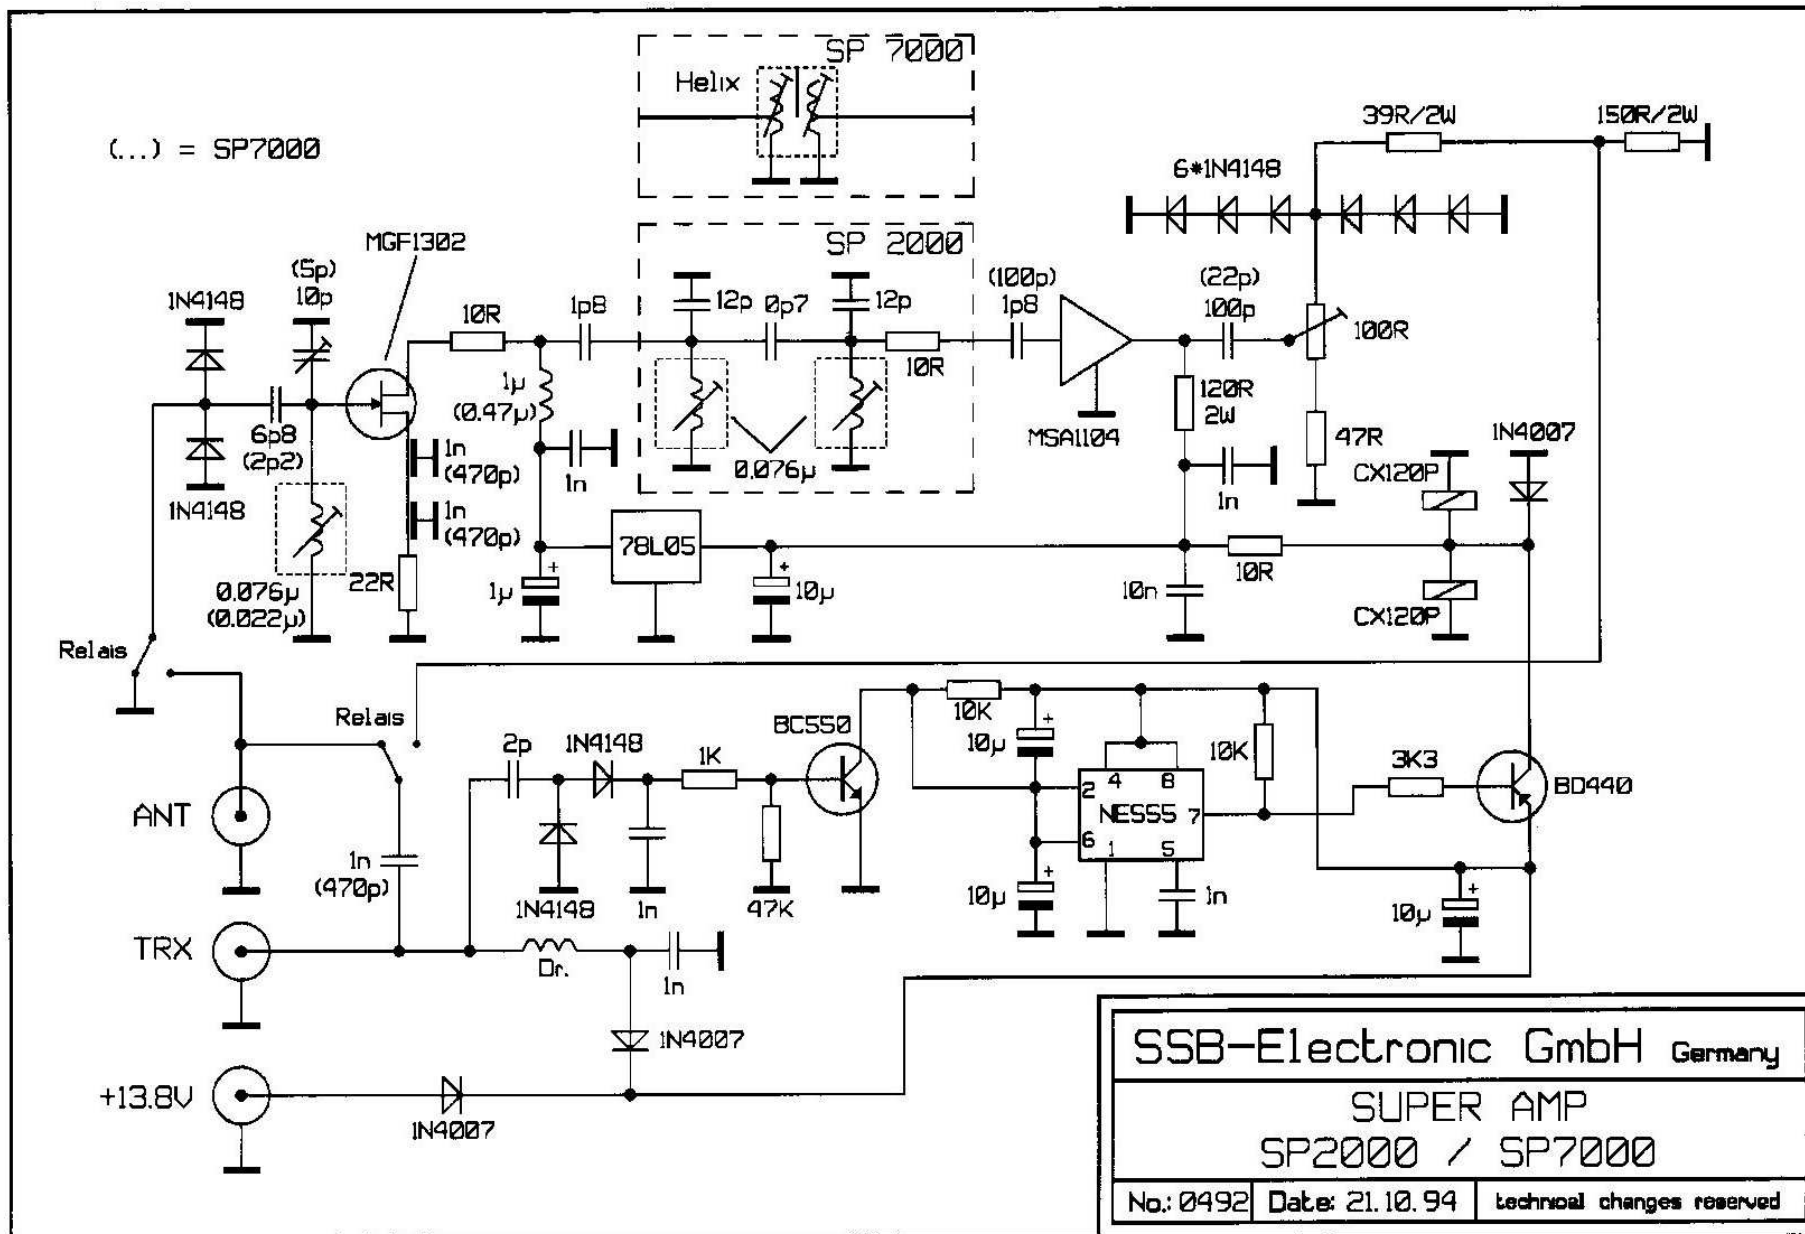 SP 7000
Helix
39R/2W
150R/2W
(...) = SP7000
6*1N4148
MGF1302
SP 2000
(5p)
10p
1N4148
10R
1p8
12p
0p7
12p
(100p)
1p8
(22p)
100p
100R
10R
1µ
(0.47µ)
120R
2W
6p8
(2p2)
1n
(470p)
MSA1104
47R
1N4007
0.076µ
CX120P
1N4148
1n
1n
1n
(470p)
78L05
22R
10R
0.076µ
(0.022µ)
1µ
10µ
10n
CX120P
Relais
Relais
2p
1N4148
1K
BC550
10K
10µ
10K
3K3
4
8
2
NE555
7
6
1
5
BD440
ANT
1n
(470p)
1N4148
1n
47K
10µ
1n
10µ
TRX
Dr.
1n
1N4007
+13.8V
1N4007
SSB-Electronic GmbH Germany
SUPER AMP
SP2000 / SP7000
No.: 0492
Date: 21.10.94
technical changes reserved